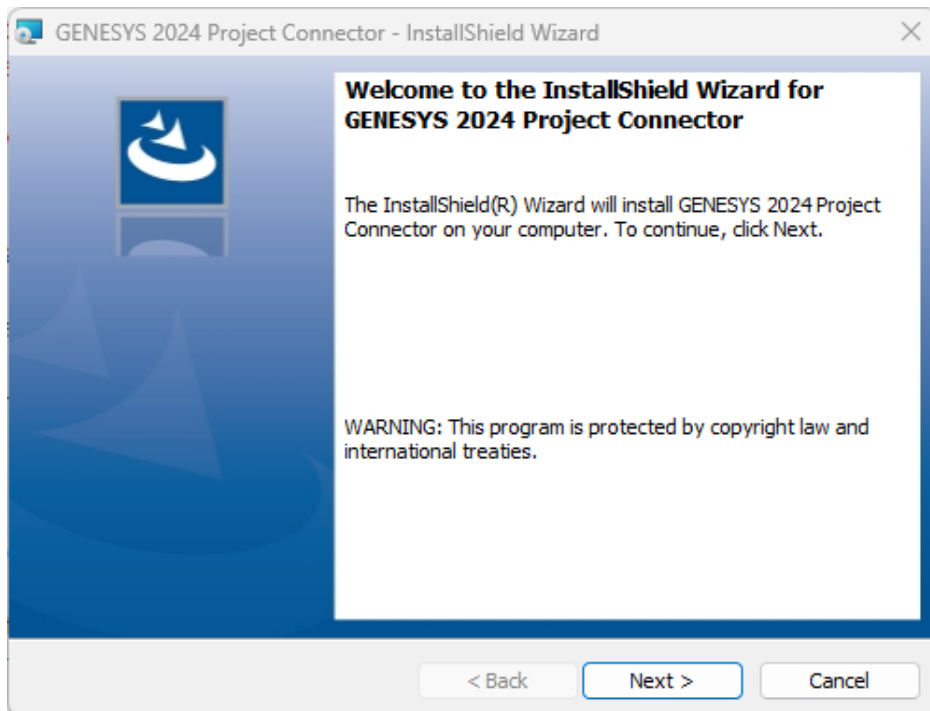 GENESYS 2024 Project Connector - InstallShield Wizard
Welcome to the InstallShield Wizard for
GENESYS 2024 Project Connector
The InstallShield(R) Wizard will install GENESYS 2024 Project
Connector on your computer. To continue, click Next.
WARNING: This program is protected by copyright law and
international treaties.
< Back
Next >
Cancel